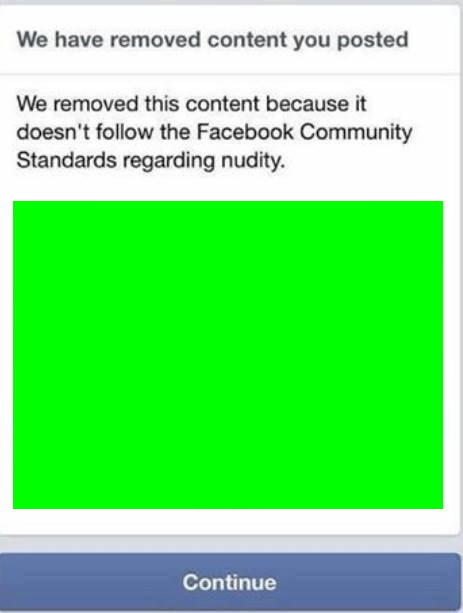 We have removed content you posted
We removed this content because it
doesn't follow the Facebook Community
Standards regarding nudity.
Continue